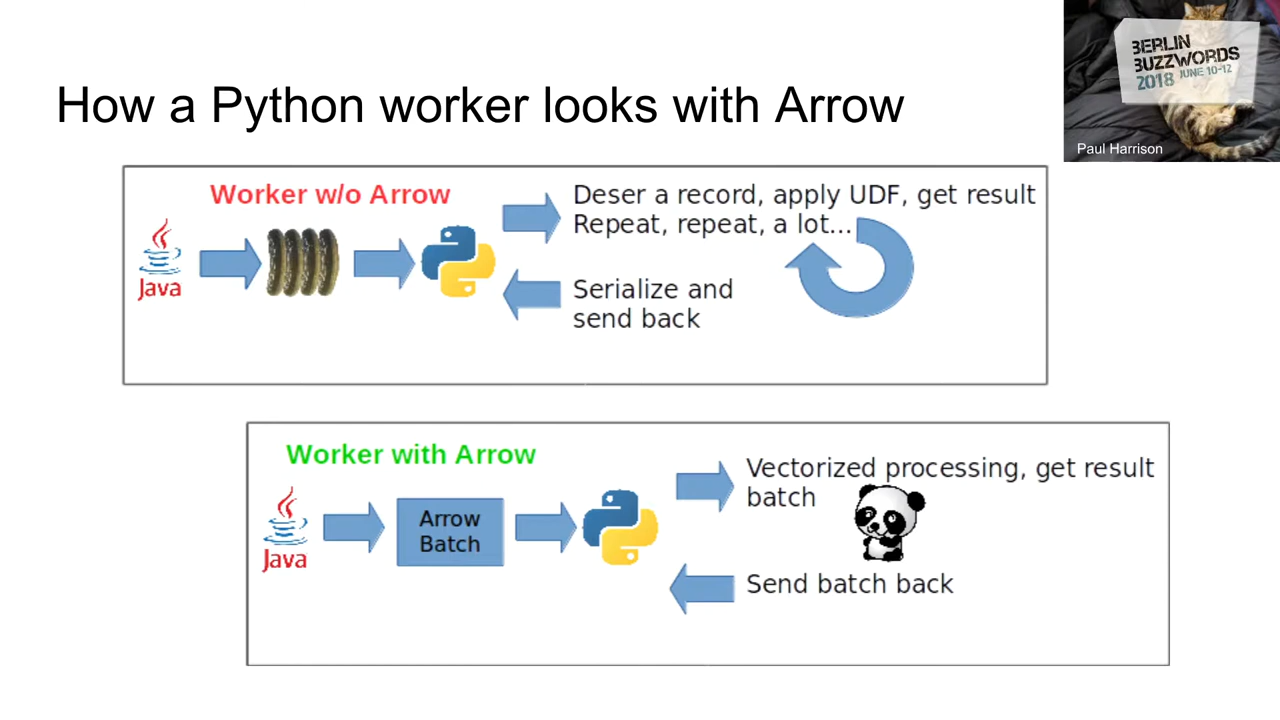 How a Python worker looks with Arrow
BERLIN
BUZZWORDS
2018 JUNE 10-12
Paul Harrison
Worker w/o Arrow
Java
Deser a record, apply UDF, get result
Repeat, repeat, a lot...
Serialize and
send back
Worker with Arrow
Java
Arrow
Batch
Vectorized processing, get result
batch
Send batch back